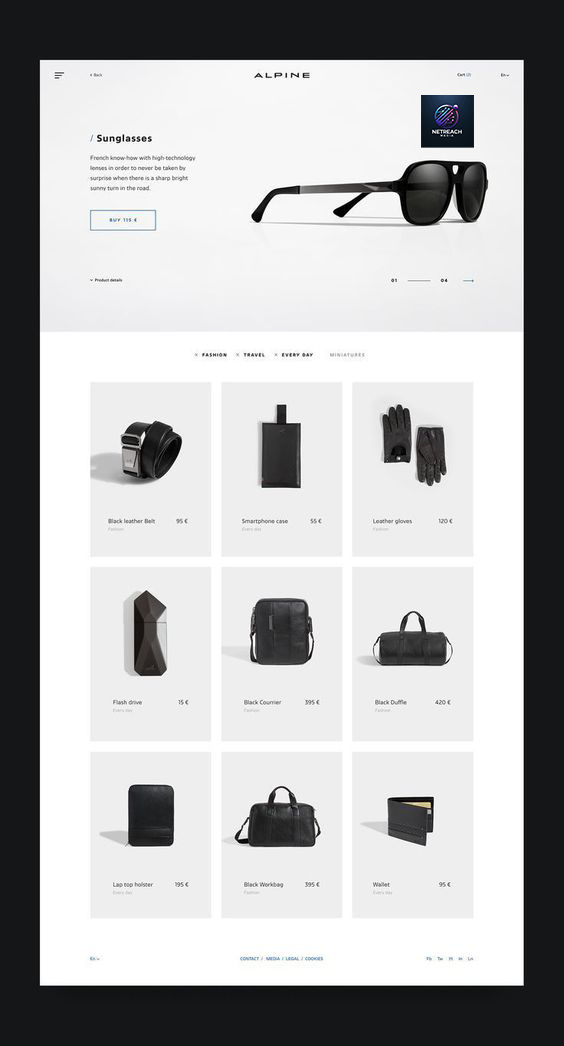 ‹ Back
ALPINE
Cart (2)
En
/ Sunglasses
French know-how with high-technology
lenses in order to never be taken by
surprise when there is a sharp bright
sunny turn in the road.
BUY 115 €
NETREACH
MEDIA
Product details
01
04
× FASHION × TRAVEL × EVERY DAY MINIATURES
Black leather Belt 95 €
Fashion
Smartphone case 55 €
Every day
Leather gloves 120 €
Fashion
Flash drive 15 €
Every day
Black Courrier 395 €
Fashion
Black Duffle 420 €
Fashion
Lap top holster 195 €
Every day
Black Workbag 395 €
Fashion
Wallet 95 €
Every day
En
CONTACT / MEDIA / LEGAL / COOKIES
Fb Tw Pi In Ln